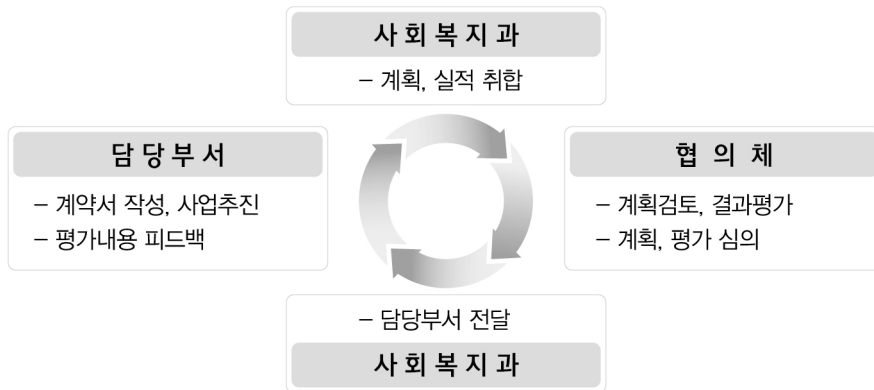 사회복지과
– 계획, 실적 취합
담당부서
– 계약서 작성, 사업추진
– 평가내용 피드백
협의체
– 계획검토, 결과평가
– 계획, 평가 심의
– 담당부서 전달
사회복지과